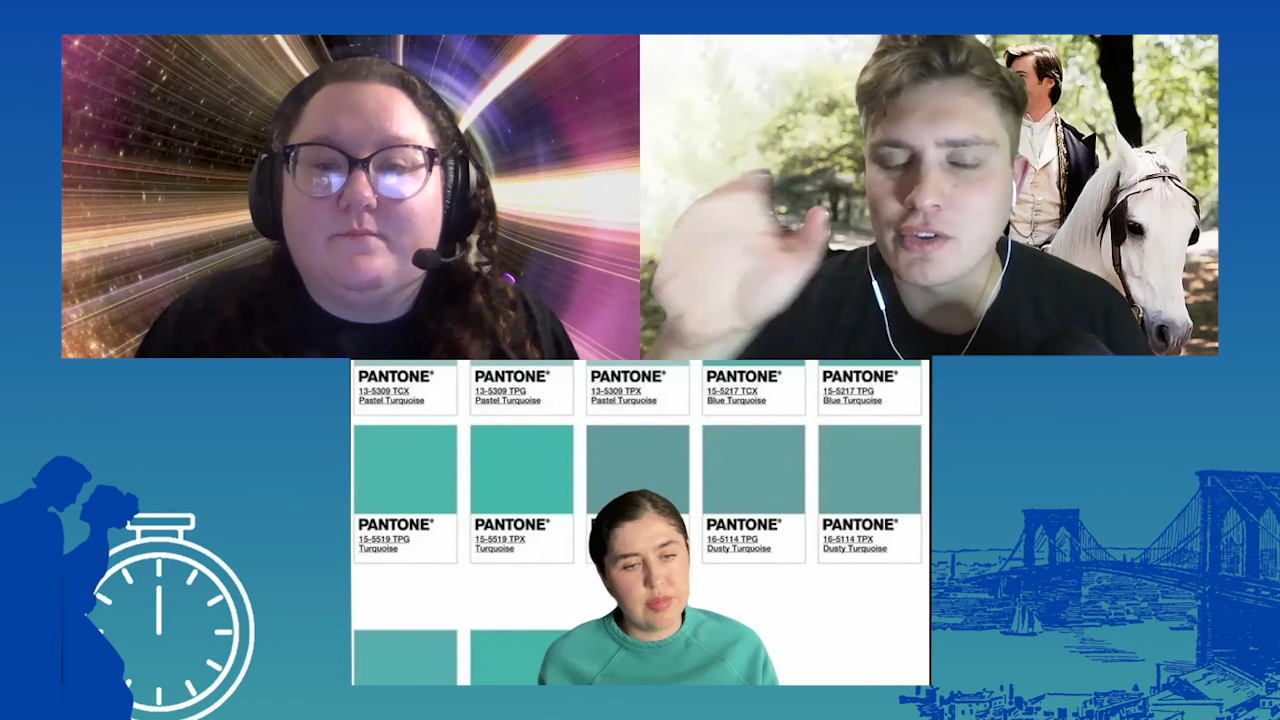 PANTONE®
13-5309 TCX
Pastel Turquoise
PANTONE®
13-5309 TPG
Pastel Turquoise
PANTONE®
13-5309 TPX
Pastel Turquoise
PANTONE®
15-5217 TCX
Blue Turquoise
PANTONE®
15-5217 TPG
Blue Turquoise
PANTONE®
15-5519 TPG
Turquoise
PANTONE®
15-5519 TPX
Turquoise
PANTONE®
16-5114 TPG
Dusty Turquoise
PANTONE®
16-5114 TPX
Dusty Turquoise